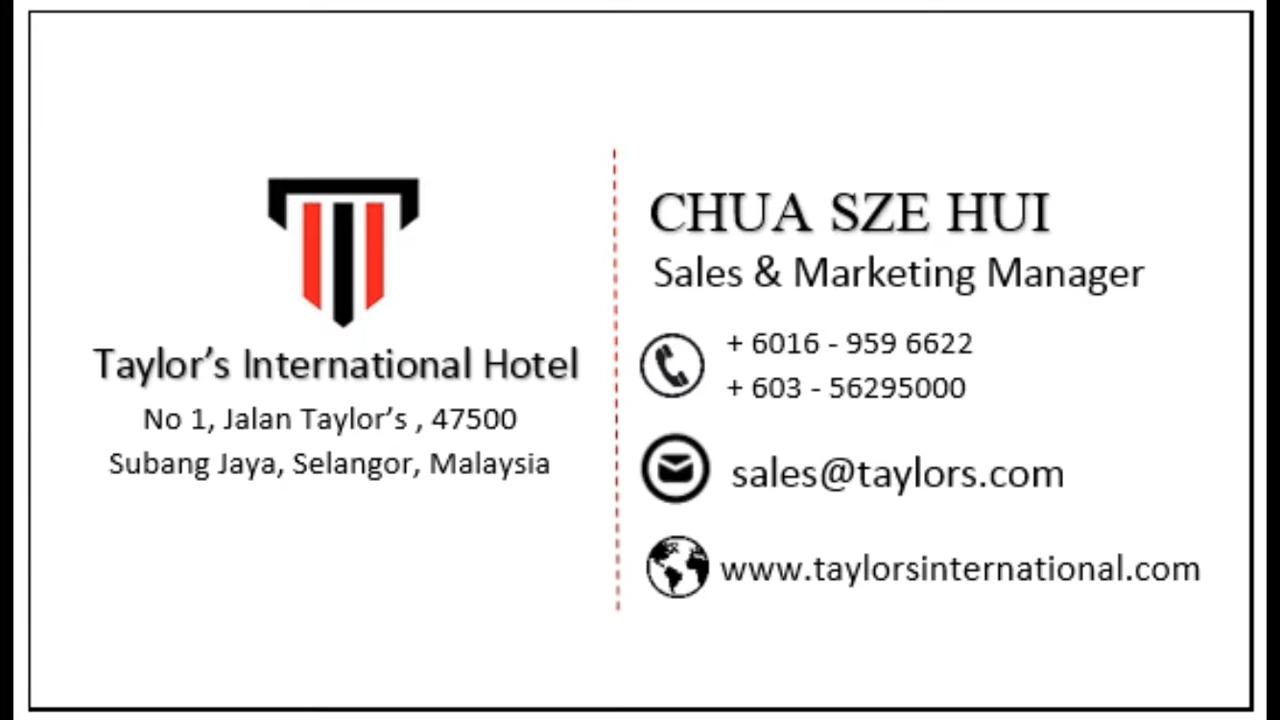 Taylor’s International Hotel
No 1, Jalan Taylor’s , 47500
Subang Jaya, Selangor, Malaysia
CHUA SZE HUI
Sales & Marketing Manager
+ 6016 - 959 6622
+ 603 - 56295000
sales@taylors.com
www.taylorsinternational.com